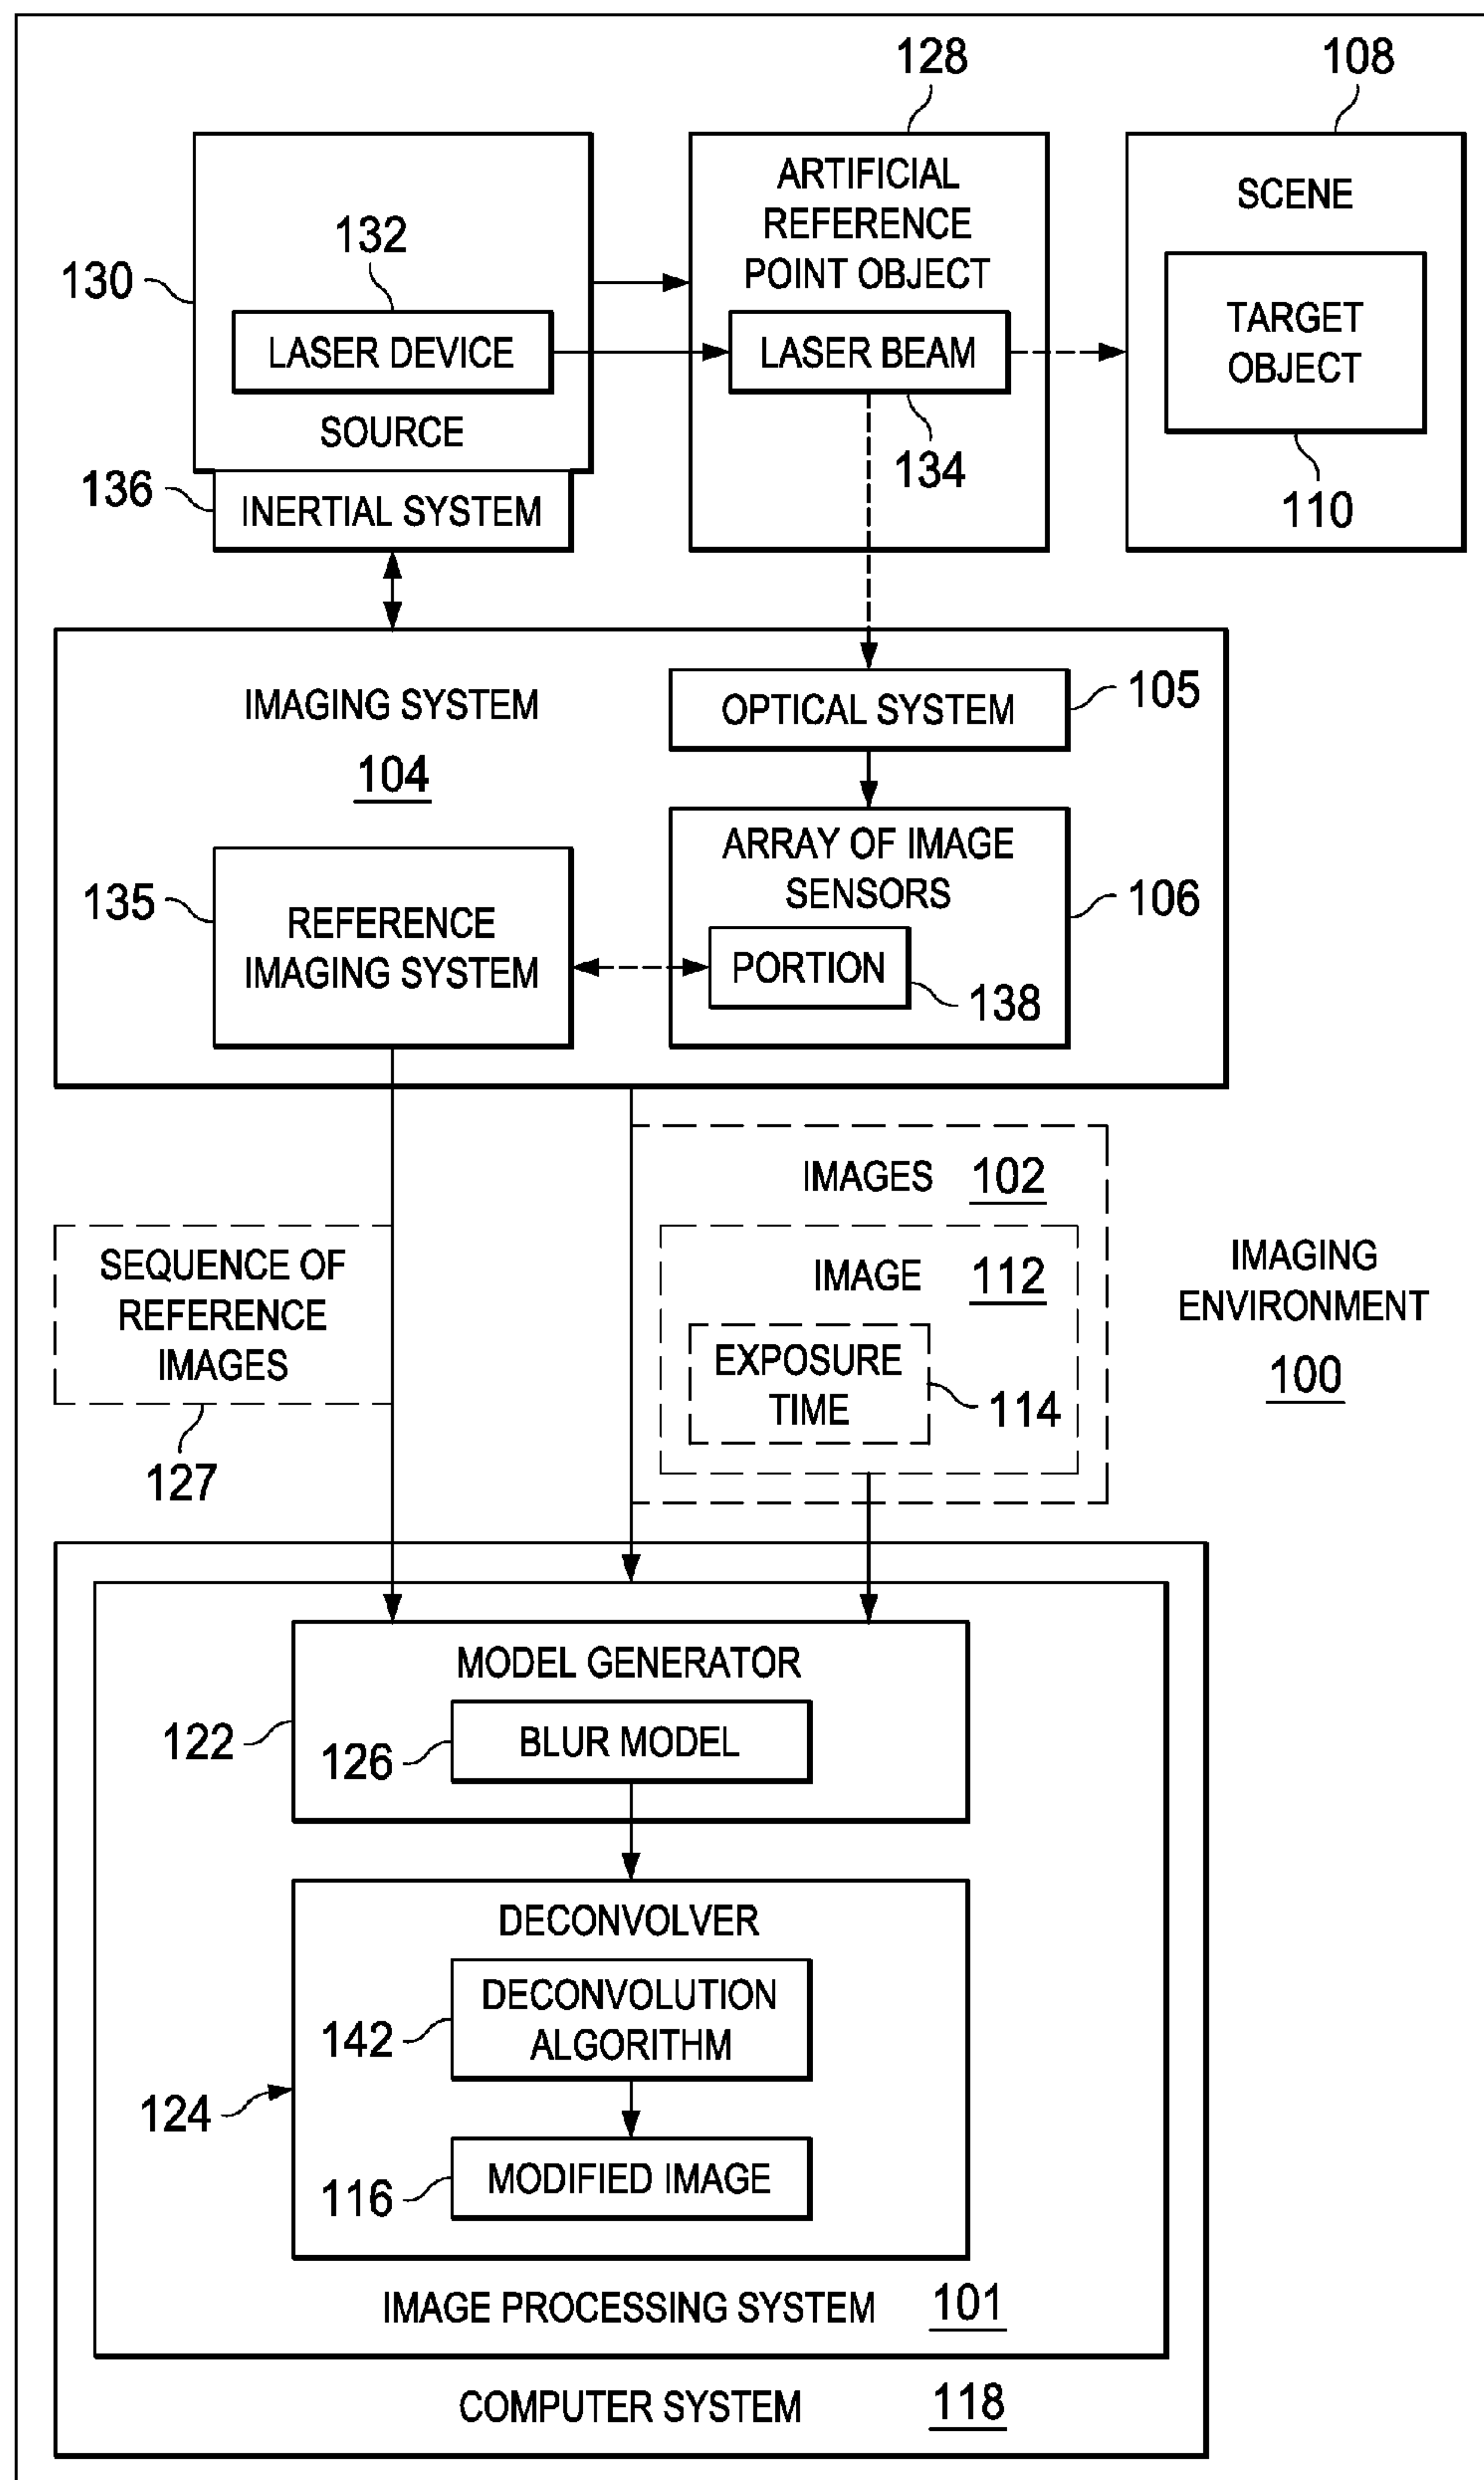 128
108
ARTIFICIAL
REFERENCE
POINT OBJECT
SCENE
132
130
LASER DEVICE
LASER BEAM
TARGET
OBJECT
SOURCE
134
136
INERTIAL SYSTEM
110
IMAGING SYSTEM
104
OPTICAL SYSTEM
105
ARRAY OF IMAGE
SENSORS
106
135
REFERENCE
IMAGING SYSTEM
PORTION
138
IMAGES 102
SEQUENCE OF
REFERENCE
IMAGES
127
IMAGE 112
EXPOSURE
TIME
114
IMAGING
ENVIRONMENT
100
MODEL GENERATOR
122
126
BLUR MODEL
DECONVOLVER
142
DECONVOLUTION
ALGORITHM
124
116
MODIFIED IMAGE
IMAGE PROCESSING SYSTEM 101
COMPUTER SYSTEM 118